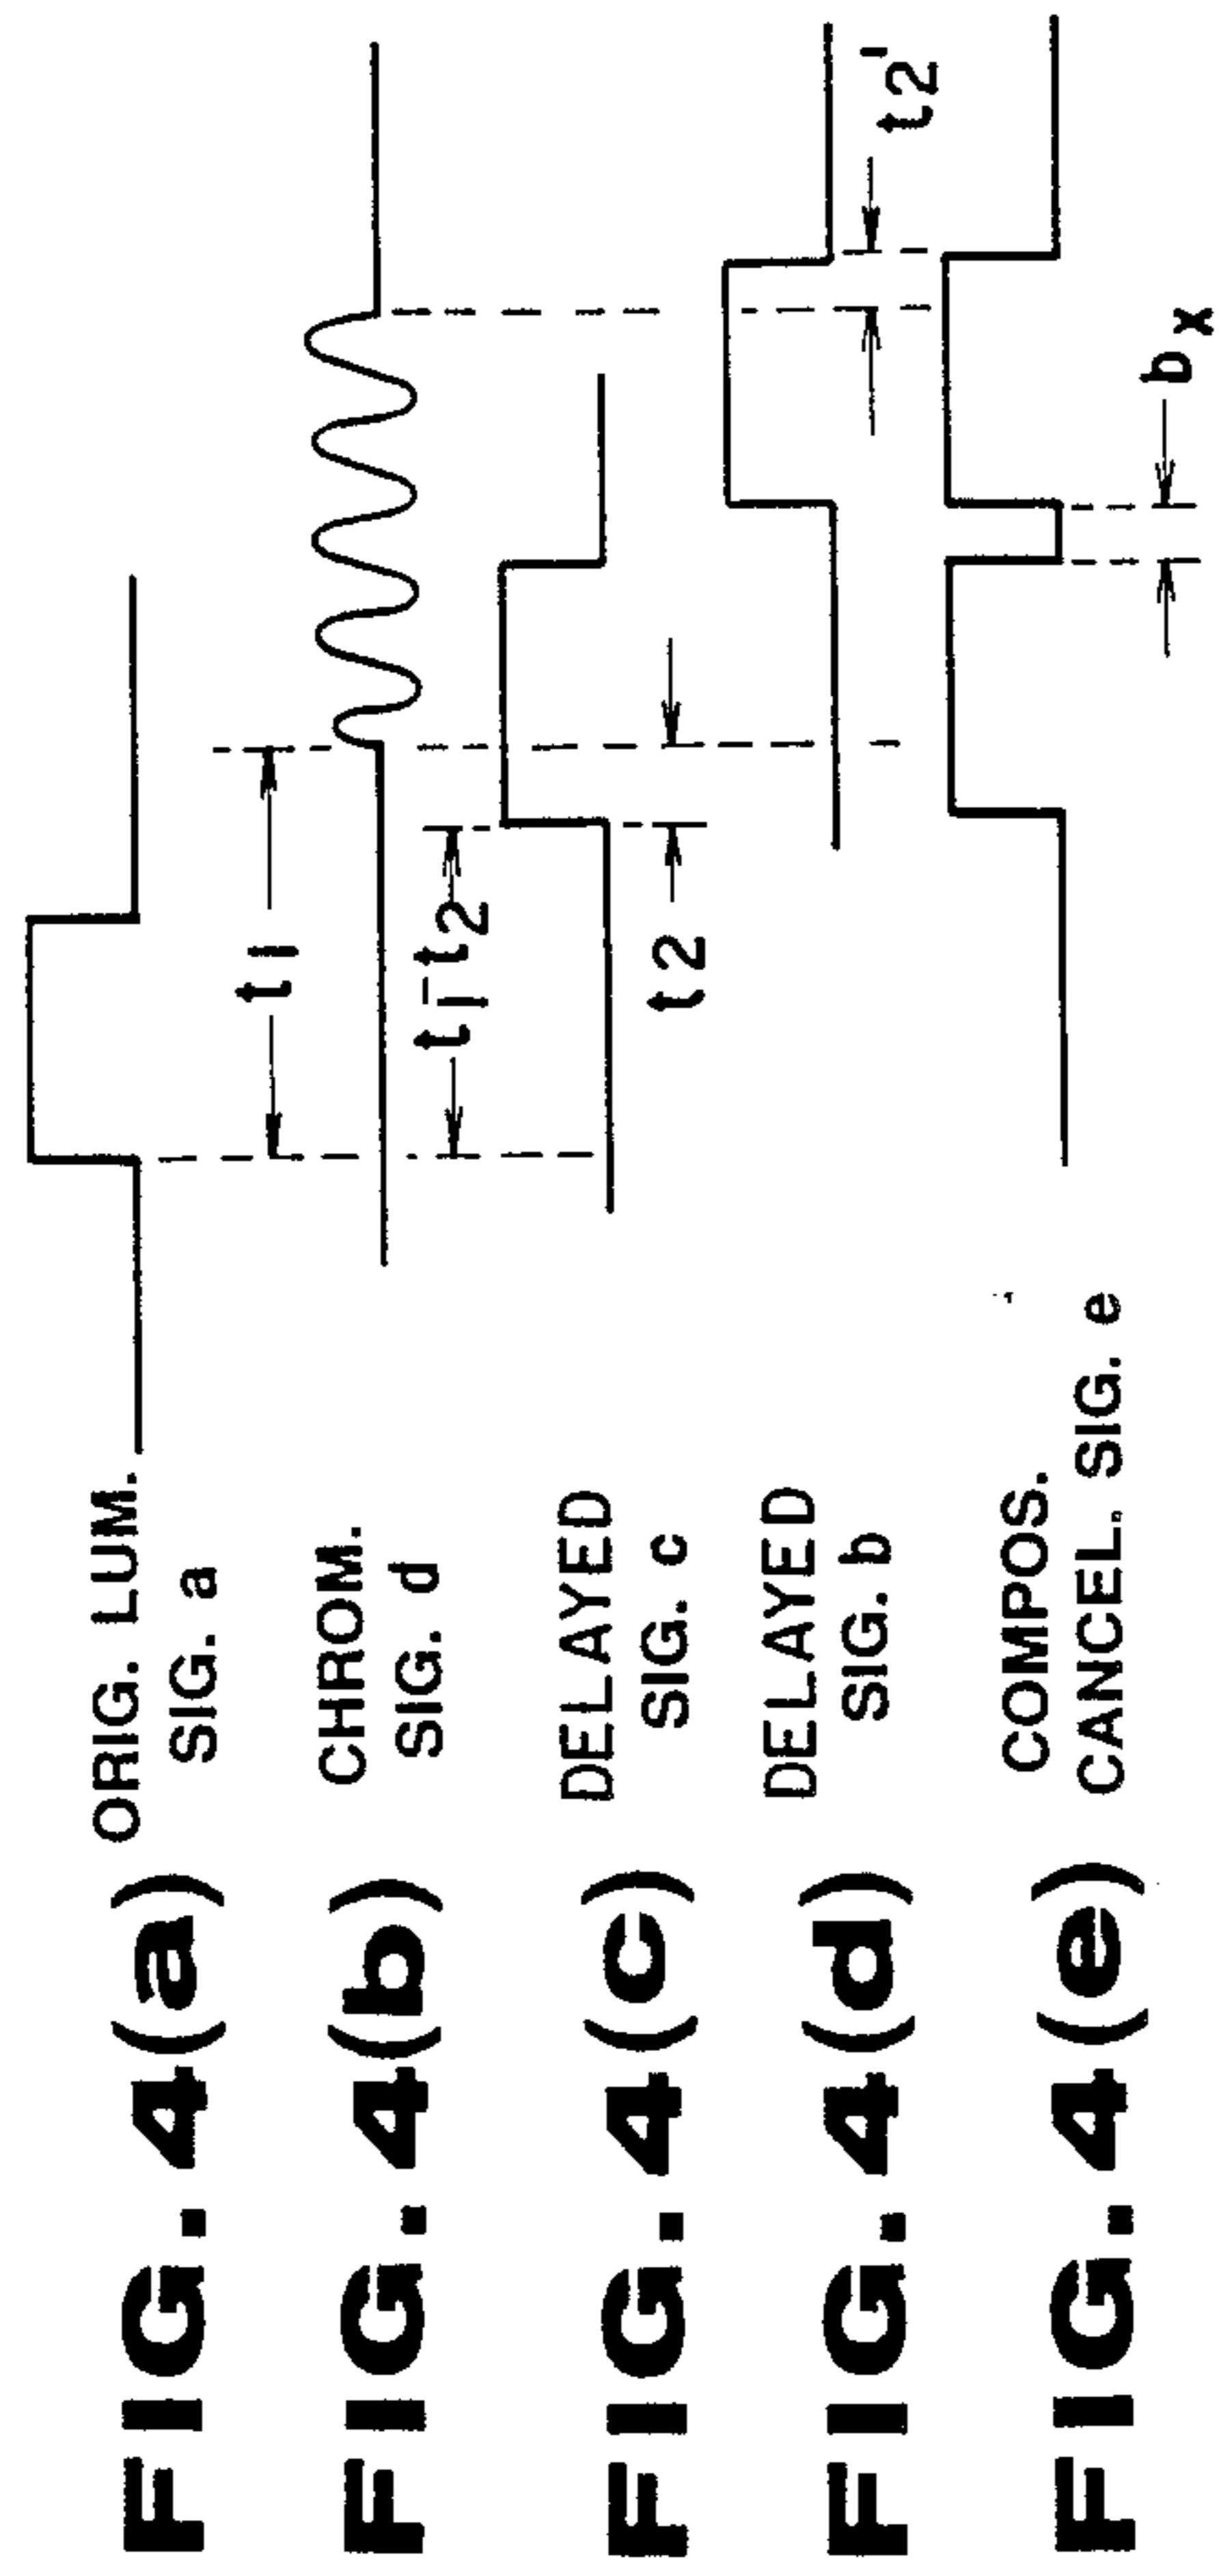 FIG. 4(a) ORIG. LUM.
SIG. a
t1
FIG. 4(b) CHROM.
SIG. d
t1-t2
FIG. 4(c) DELAYED
SIG. c
t2
FIG. 4(d) DELAYED
SIG. b
t2'
FIG. 4(e) COMPOS.
CANCEL. SIG. e
bx